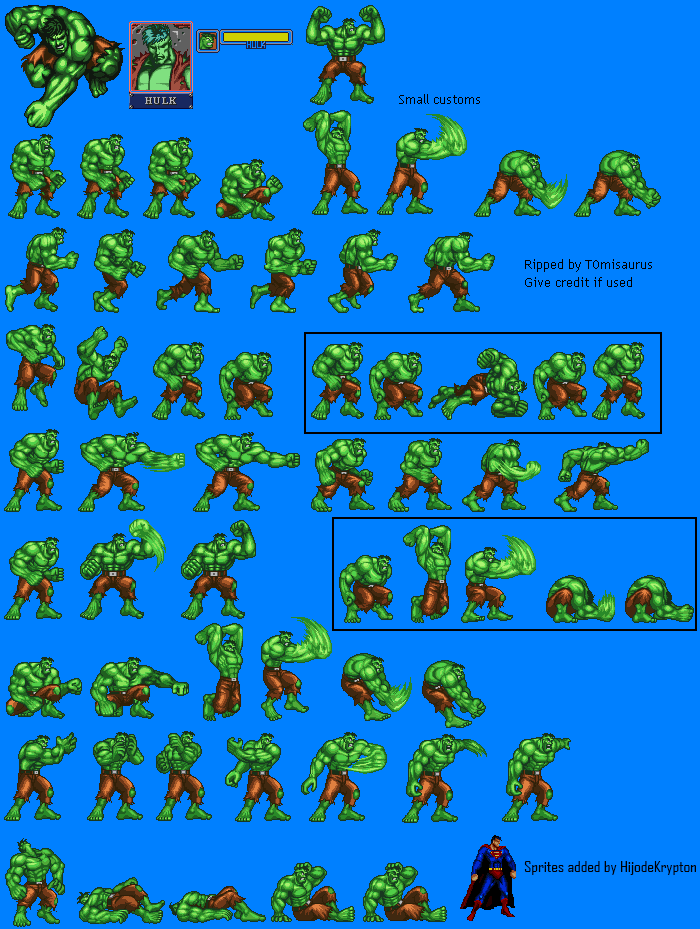 HULK
HULK
Small customs
Ripped by T0misaurus
Give credit if used
Sprites added by HijodeKrypton